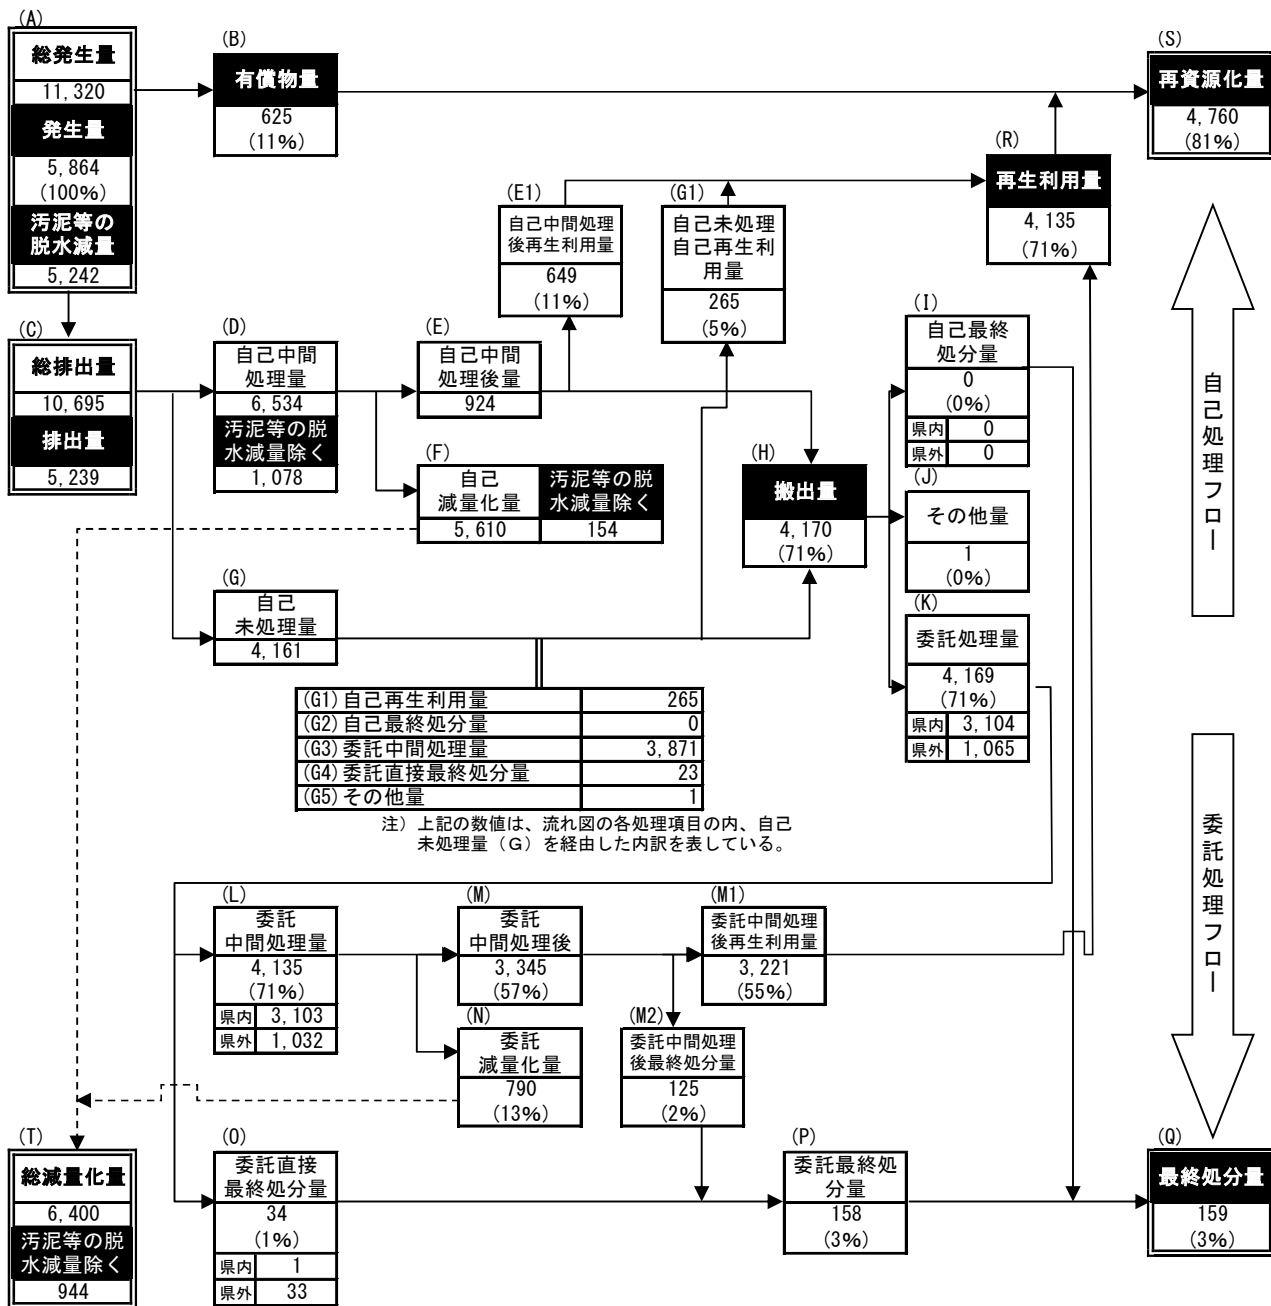 (A)
総発生量
11,320
発生量
5,864
(100%)
汚泥等の
脱水減量
5,242
(B)
有償物量
625
(11%)
(S)
再資源化量
4,760
(81%)
(R)
再生利用量
4,135
(71%)
(E1)
自己中間処理
後再生利用量
649
(11%)
(G1)
自己未処理
自己再生利
用量
265
(5%)
(C)
総排出量
10,695
排出量
5,239
(D)
自己中間
処理量
6,534
汚泥等の脱
水減量除く
1,078
(E)
自己中間
処理後量
924
(F)
自己
減量化量
5,610
汚泥等の脱
水減量除く
154
(G)
自己
未処理量
4,161
(H)
搬出量
4,170
(71%)
(I)
自己最終
処分量
0
(0%)
県内 0
県外 0
(J)
その他量
1
(0%)
(K)
委託処理量
4,169
(71%)
県内 3,104
県外 1,065
自己処理フロー
(G1)自己再生利用量 265
(G2)自己最終処分量 0
(G3)委託中間処理量 3,871
(G4)委託直接最終処分量 23
(G5)その他量 1
注）上記の数値は、流れ図の各処理項目の内、自己
未処理量（G）を経由した内訳を表している。
委託処理フロー
(L)
委託
中間処理量
4,135
(71%)
県内 3,103
県外 1,032
(M)
委託
中間処理後
3,345
(57%)
(M1)
委託中間処理
後再生利用量
3,221
(55%)
(N)
委託
減量化量
790
(13%)
(M2)
委託中間処理
後最終処分量
125
(2%)
(T)
総減量化量
6,400
汚泥等の脱
水減量除く
944
(O)
委託直接
最終処分量
34
(1%)
県内 1
県外 33
(P)
委託最終処
分量
158
(3%)
(Q)
最終処分量
159
(3%)